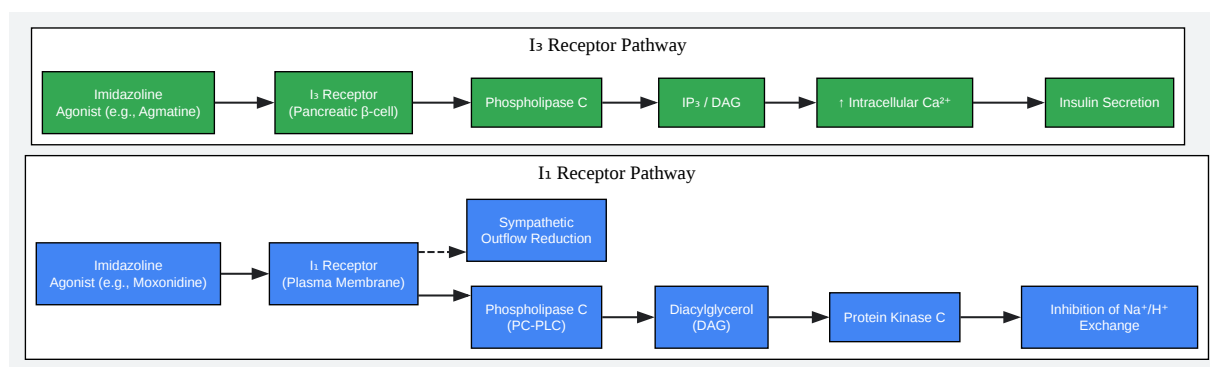 I₃ Receptor Pathway
Imidazoline
Agonist (e.g., Agmatine)
I₃ Receptor
(Pancreatic β-cell)
Phospholipase C
IP₃ / DAG
↑ Intracellular Ca²⁺
Insulin Secretion
I₁ Receptor Pathway
Sympathetic
Outflow Reduction
Imidazoline
Agonist (e.g., Moxonidine)
I₁ Receptor
(Plasma Membrane)
Phospholipase C
(PC-PLC)
Diacylglycerol
(DAG)
Protein Kinase C
Inhibition of Na⁺/H⁺
Exchange